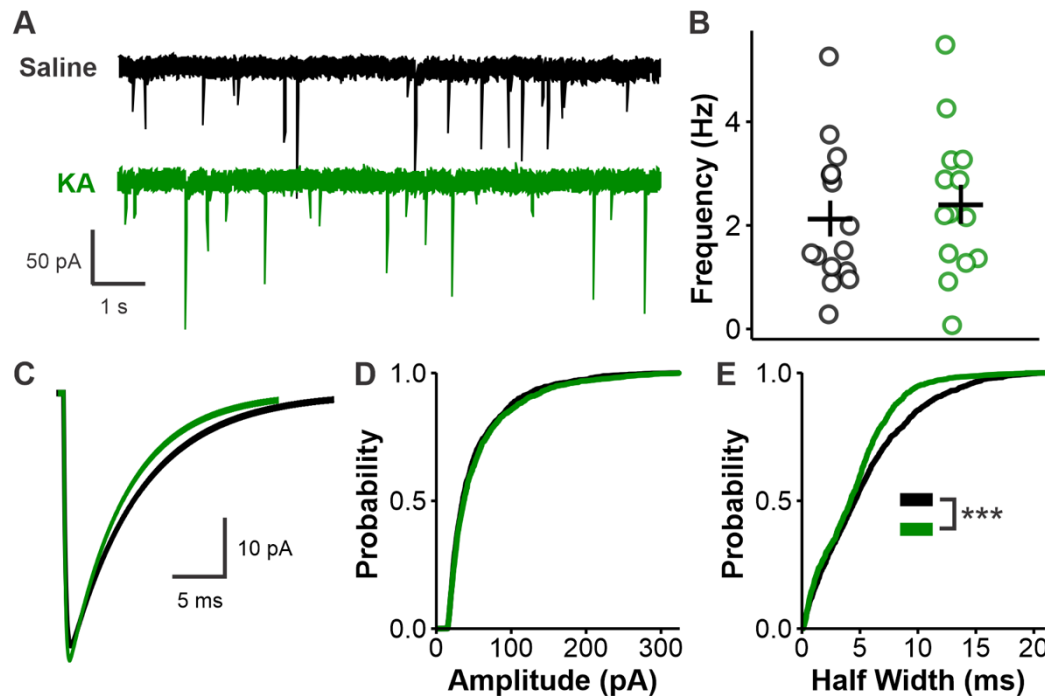 A
Saline
KA
50 pA
1 s
B
Frequency (Hz)
4
2
0
C
10 pA
5 ms
D
Probability
1.0
0.5
0.0
0
100
200
300
Amplitude (pA)
E
Probability
1.0
0.5
0.0
0
5
10
15
20
Half Width (ms)
***